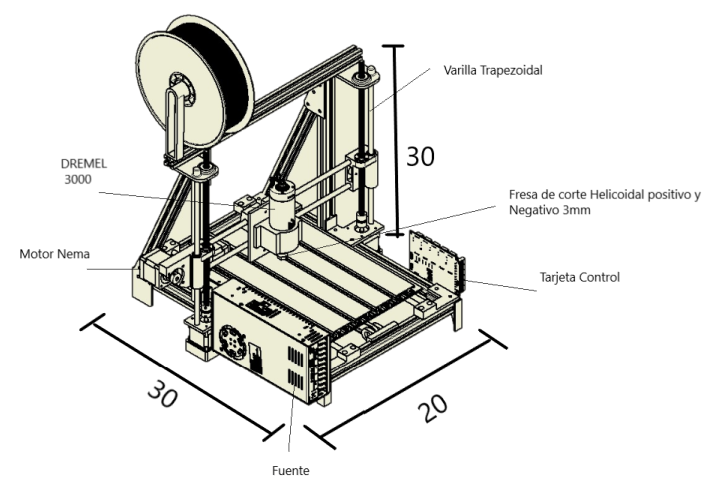 Varilla Trapezoidal
30
DREMEL
3000
Fresa de corte Helicoidal positivo y
Negativo 3mm
Motor Nema
Tarjeta Control
30
20
Fuente